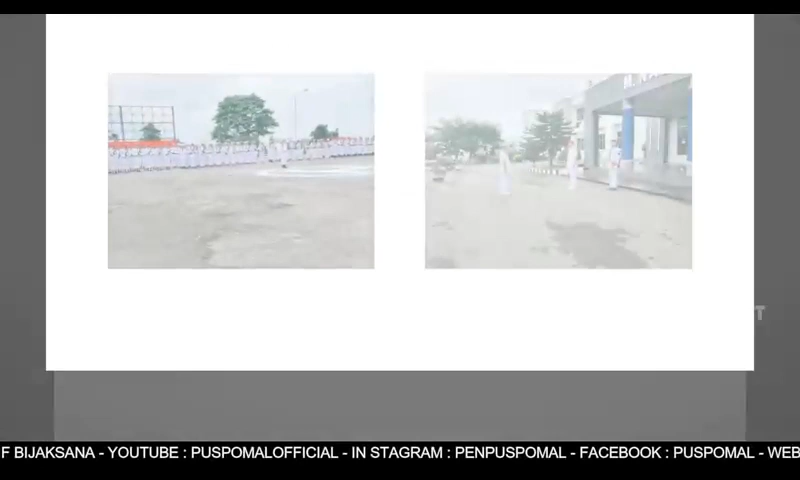 T
F BIJAKSANA - YOUTUBE : PUSPOMALOFFICIAL - IN STAGRAM : PENPUSPOMAL - FACEBOOK : PUSPOMAL - WEB